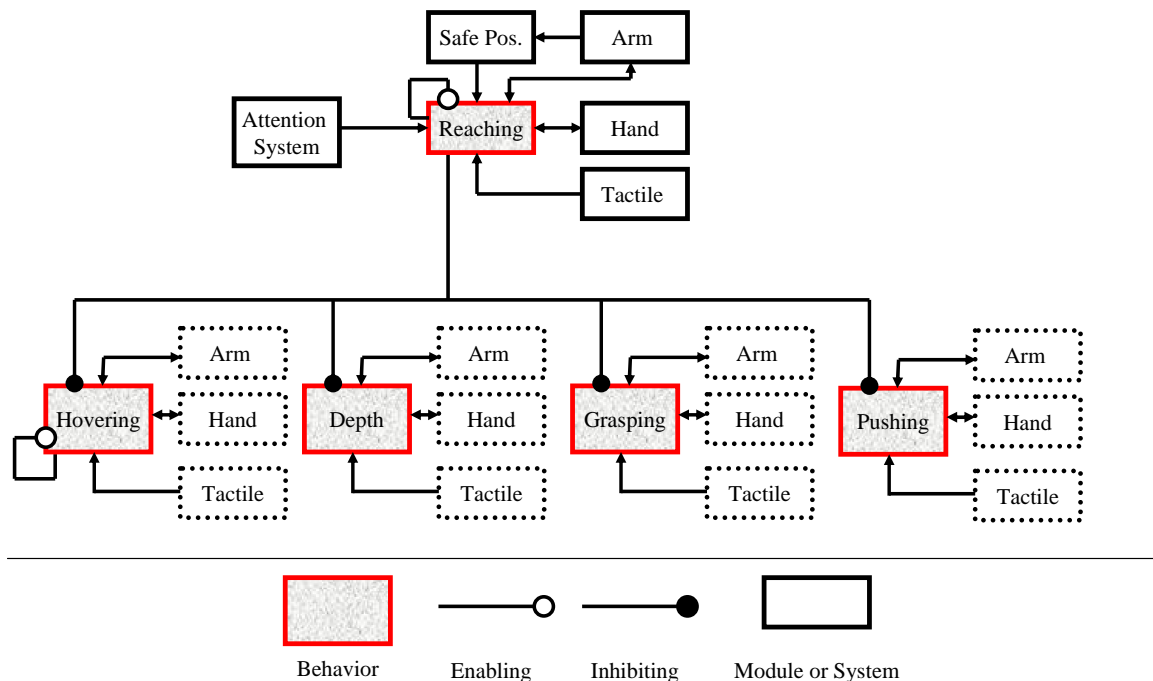 Safe Pos.
Arm
Attention
System
Reaching
Hand
Tactile
Arm
Arm
Arm
Arm
Hovering
Hand
Depth
Hand
Grasping
Hand
Pushing
Hand
Tactile
Tactile
Tactile
Tactile
Behavior
Enabling
Inhibiting
Module or System